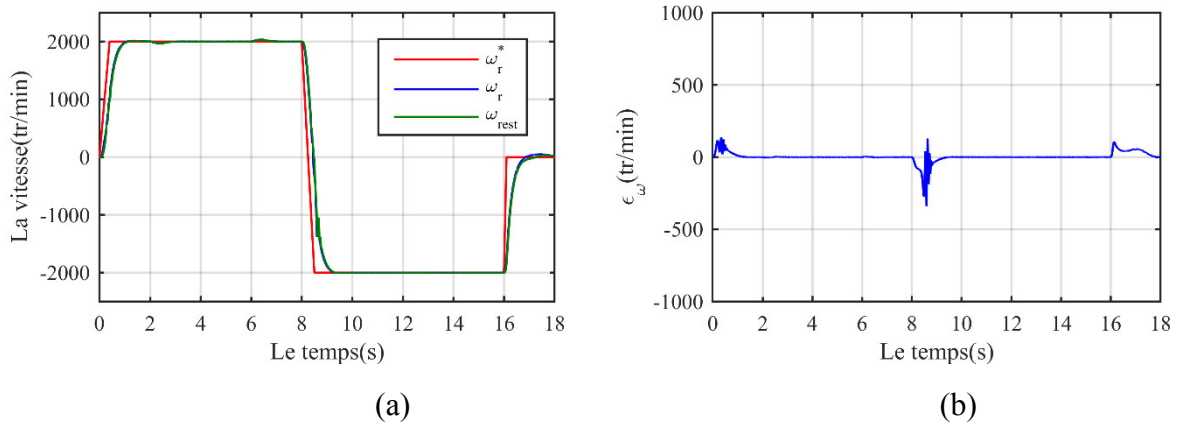 2000
1000
0
-1000
-2000
La vitesse(tr/min)
ω*r
ωr
ωrest
0 2 4 6 8 10 12 14 16 18
Le temps(s)
(a)
1000
500
0
-500
-1000
ϵω(tr/min)
0 2 4 6 8 10 12 14 16 18
Le temps(s)
(b)